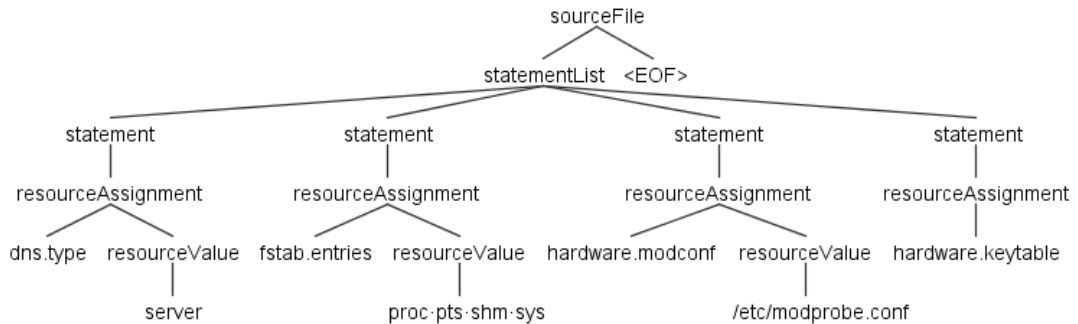 sourceFile
statementList <EOF>
statement statement statement statement
resourceAssignment resourceAssignment resourceAssignment resourceAssignment
dns.type resourceValue fstab.entries resourceValue hardware.modconf resourceValue hardware.keytable
server proc·pts·shm·sys /etc/modprobe.conf